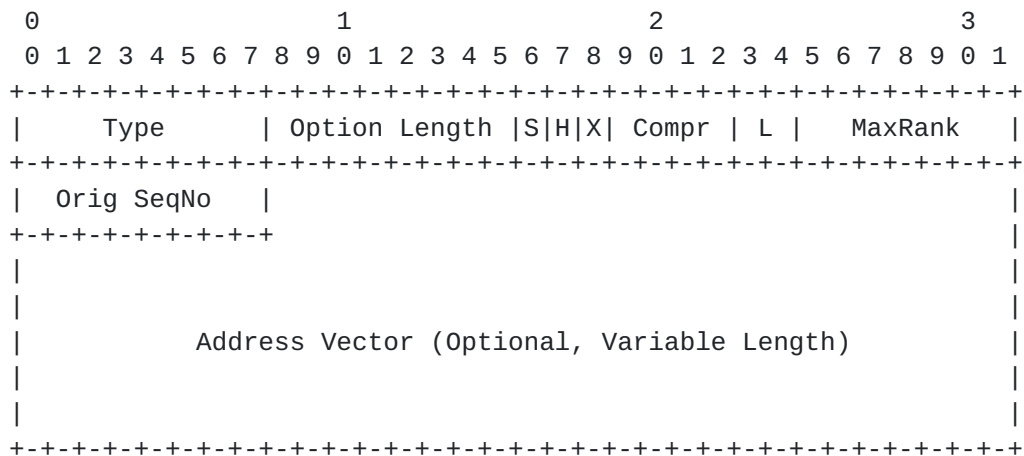 0                   1                   2                   3
 0 1 2 3 4 5 6 7 8 9 0 1 2 3 4 5 6 7 8 9 0 1 2 3 4 5 6 7 8 9 0 1
+-+-+-+-+-+-+-+-+-+-+-+-+-+-+-+-+-+-+-+-+-+-+-+-+-+-+-+-+-+-+-+-+
|     Type      | Option Length |S|H|X| Compr | L |   MaxRank   |
+-+-+-+-+-+-+-+-+-+-+-+-+-+-+-+-+-+-+-+-+-+-+-+-+-+-+-+-+-+-+-+-+
|  Orig SeqNo   |                                               |
+-+-+-+-+-+-+-+-+                                               |
|                                                               |
|                                                               |
|           Address Vector (Optional, Variable Length)          |
|                                                               |
|                                                               |
+-+-+-+-+-+-+-+-+-+-+-+-+-+-+-+-+-+-+-+-+-+-+-+-+-+-+-+-+-+-+-+-+